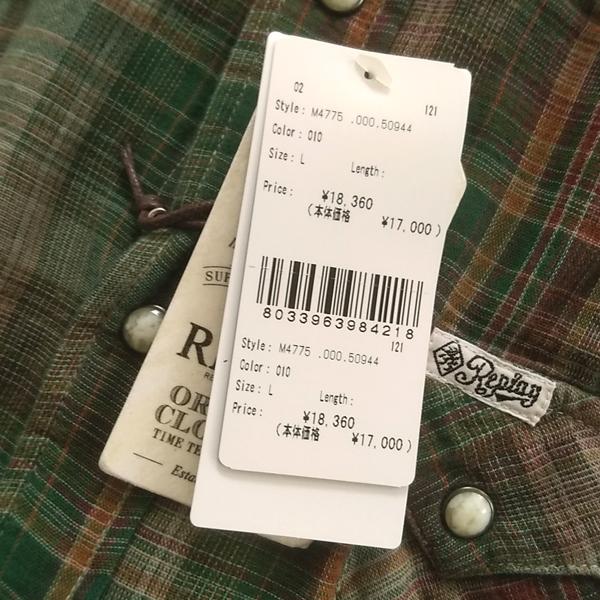 02 121
Style: M4775 .000.50944
Color: 010
Size: L Length:
Price: ¥18,360
(本体価格 ¥17,000)
8033963984218
121
Style: M4775 .000.50944
Color: 010
Size: L Length:
Price: ¥18,360
(本体価格 ¥17,000)
Replay